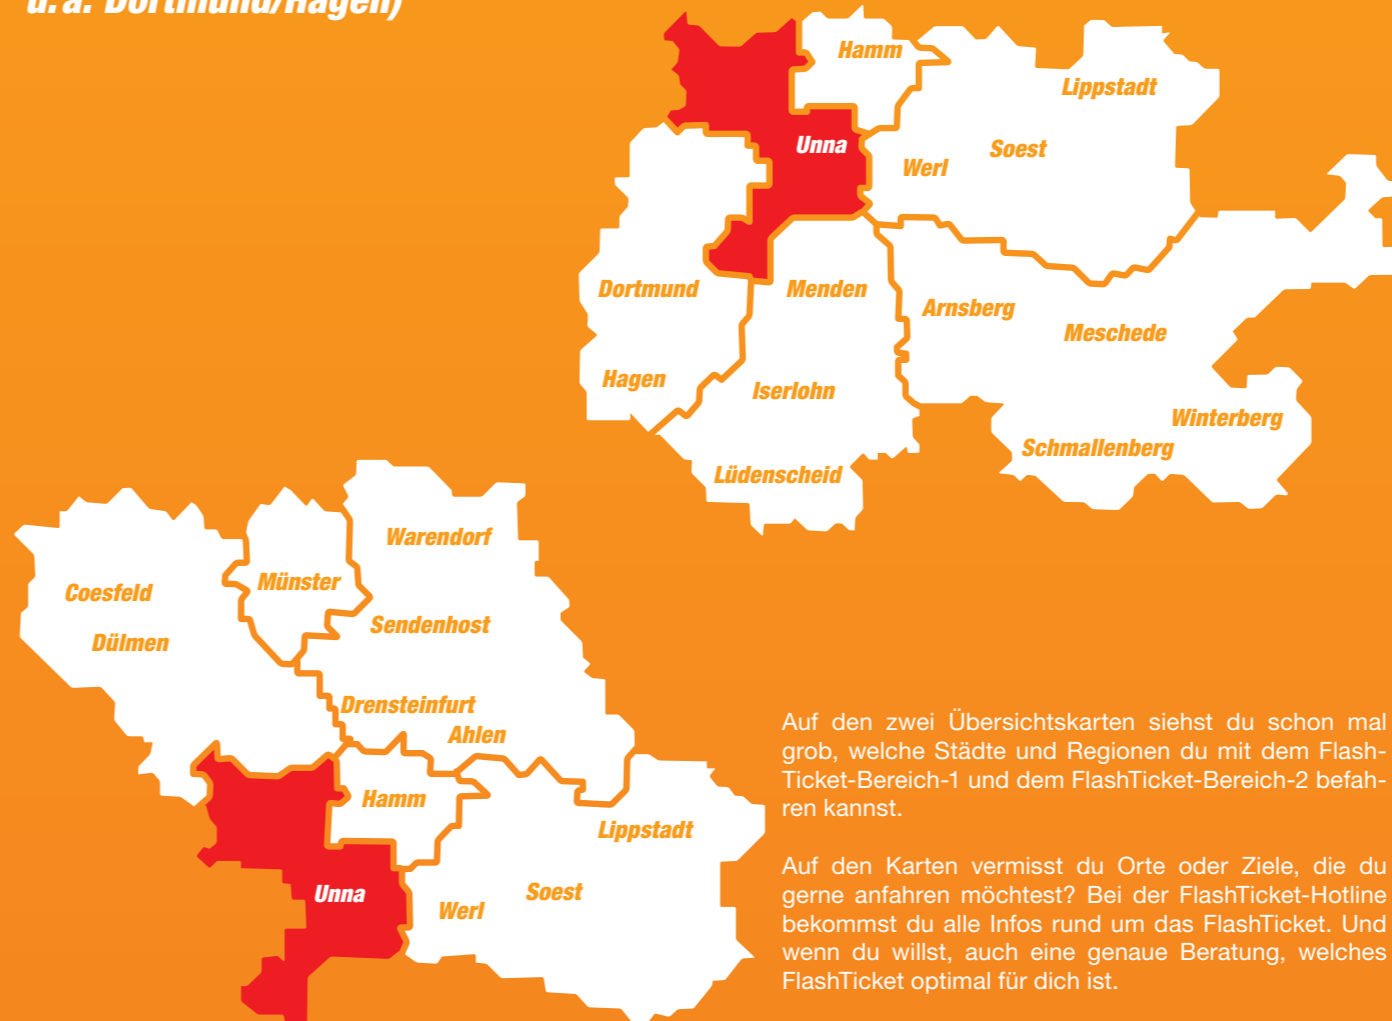 u. a. Dortmund/Hagen)
Hamm
Lippstadt
Unna
Soest
Werl
Dortmund
Menden
Arnsberg
Meschede
Hagen
Iserlohn
Winterberg
Schmallenberg
Lüdenscheid
Warendorf
Münster
Coesfeld
Sendenhost
Dülmen
Drensteinfurt
Ahlen
Hamm
Lippstadt
Unna
Soest
Werl
Auf den zwei Übersichtskarten siehst du schon mal
grob, welche Städte und Regionen du mit dem Flash-
Ticket-Bereich-1 und dem FlashTicket-Bereich-2 befah-
ren kannst.
Auf den Karten vermisst du Orte oder Ziele, die du
gerne anfahren möchtest? Bei der FlashTicket-Hotline
bekommst du alle Infos rund um das FlashTicket. Und
wenn du willst, auch eine genaue Beratung, welches
FlashTicket optimal für dich ist.